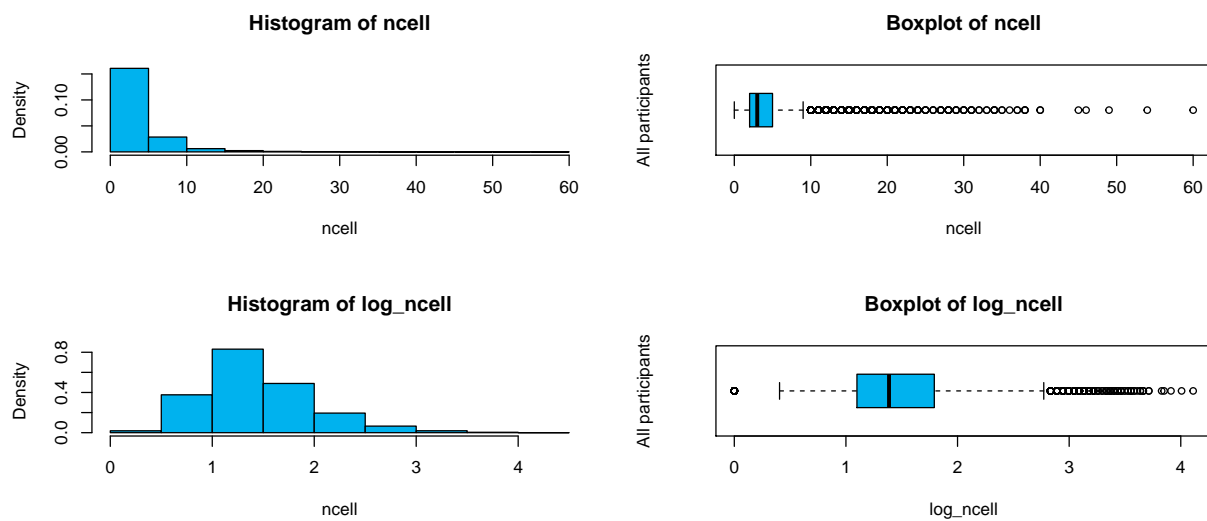 Histogram of ncell
Density
0.00 0.10
0 10 20 30 40 50 60
ncell
Boxplot of ncell
All participants
0 10 20 30 40 50 60
ncell
Histogram of log_ncell
Density
0.0 0.4 0.8
0 1 2 3 4
ncell
Boxplot of log_ncell
All participants
0 1 2 3 4
log_ncell